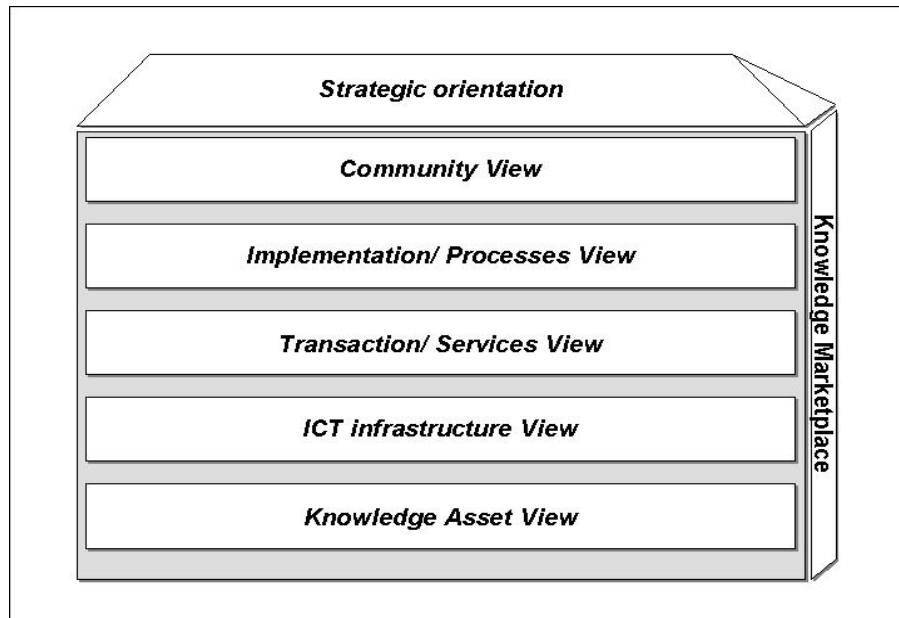 Strategic orientation
Community View
Implementation/ Processes View
Transaction/ Services View
ICT infrastructure View
Knowledge Asset View
Knowledge Marketplace